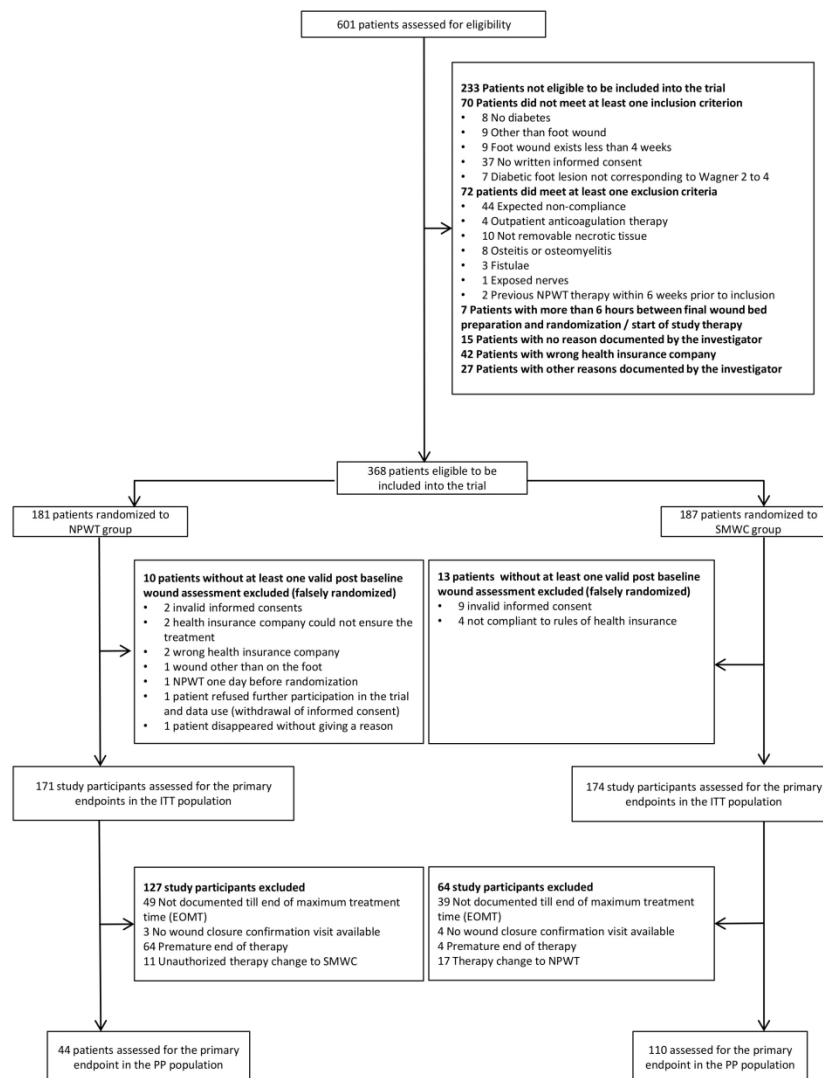 601 patients assessed for eligibility
233 Patients not eligible to be included into the trial
70 Patients did not meet at least one inclusion criterion
• 8 No diabetes
• 9 Other than foot wound
• 9 Foot wound exists less than 4 weeks
• 37 No written informed consent
• 7 Diabetic foot lesion not corresponding to Wagner 2 to 4
72 patients did meet at least one exclusion criteria
• 44 Expected non-compliance
• 4 Outpatient anticoagulation therapy
• 10 Not removable necrotic tissue
• 8 Osteitis or osteomyelitis
• 3 Fistulae
• 1 Exposed nerves
• 2 Previous NPWT therapy within 6 weeks prior to inclusion
7 Patients with more than 6 hours between final wound bed
preparation and randomization / start of study therapy
15 Patients with no reason documented by the investigator
42 Patients with wrong health insurance company
27 Patients with other reasons documented by the investigator
368 patients eligible to be
included into the trial
181 patients randomized to
NPWT group
187 patients randomized to
SMWC group
10 patients without at least one valid post baseline
wound assessment excluded (falsely randomized)
• 2 invalid informed consents
• 2 health insurance company could not ensure the
treatment
• 2 wrong health insurance company
• 1 wound other than on the foot
• 1 NPWT one day before randomization
• 1 patient refused further participation in the trial
and data use (withdrawal of informed consent)
• 1 patient disappeared without giving a reason
13 patients without at least one valid post baseline
wound assessment excluded (falsely randomized)
• 9 invalid informed consent
• 4 not compliant to rules of health insurance
171 study participants assessed for the primary
endpoints in the ITT population
174 study participants assessed for the primary
endpoints in the ITT population
127 study participants excluded
49 Not documented till end of maximum treatment
time (EOMT)
3 No wound closure confirmation visit available
64 Premature end of therapy
11 Unauthorized therapy change to SMWC
64 study participants excluded
39 Not documented till end of maximum treatment
time (EOMT)
4 No wound closure confirmation visit available
4 Premature end of therapy
17 Therapy change to NPWT
44 patients assessed for the primary
endpoint in the PP population
110 assessed for the primary
endpoint in the PP population